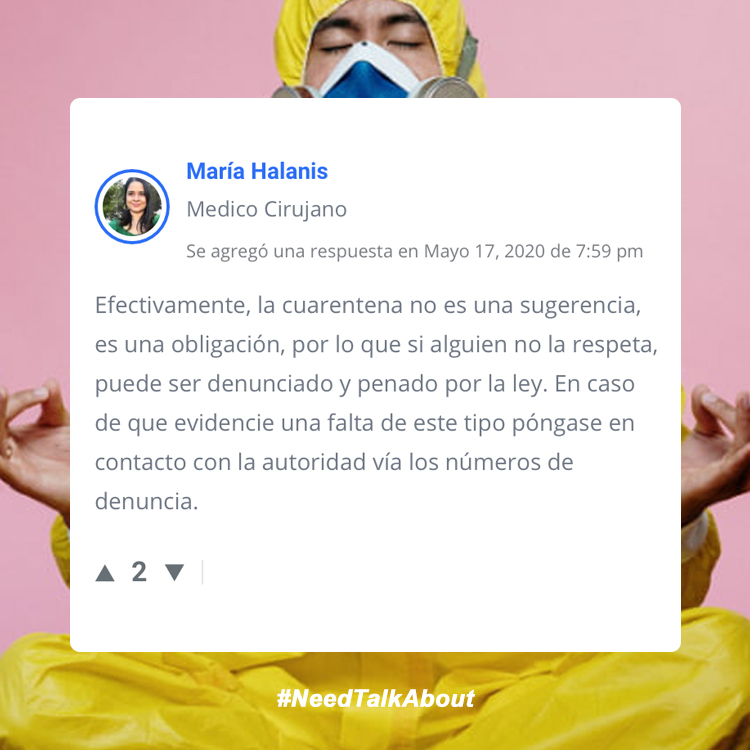 María Halanis
Medico Cirujano
Se agregó una respuesta en Mayo 17, 2020 de 7:59 pm
Efectivamente, la cuarentena no es una sugerencia,
es una obligación, por lo que si alguien no la respeta,
puede ser denunciado y penado por la ley. En caso
de que evidencie una falta de este tipo póngase en
contacto con la autoridad vía los números de
denuncia.
2
#NeedTalkAbout